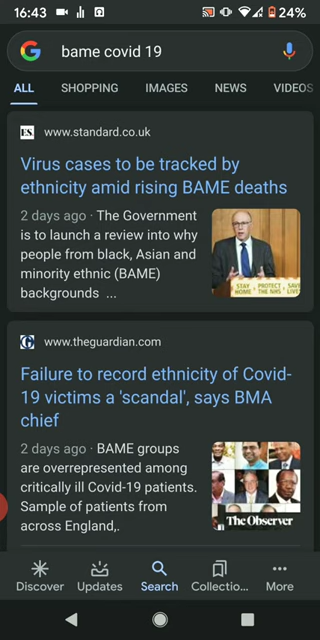 16:43
24%
bame covid 19
ALL
SHOPPING
IMAGES
NEWS
VIDEOS
ES
www.standard.co.uk
Virus cases to be tracked by
ethnicity amid rising BAME deaths
2 days ago · The Government
is to launch a review into why
people from black, Asian and
minority ethnic (BAME)
backgrounds ...
STAY HOME
PROTECT THE NHS
SAVE LIVE
www.theguardian.com
Failure to record ethnicity of Covid-
19 victims a 'scandal', says BMA
chief
2 days ago · BAME groups
are overrepresented among
critically ill Covid-19 patients.
Sample of patients from
across England,.
The Observer
Discover
Updates
Search
Collectio...
More